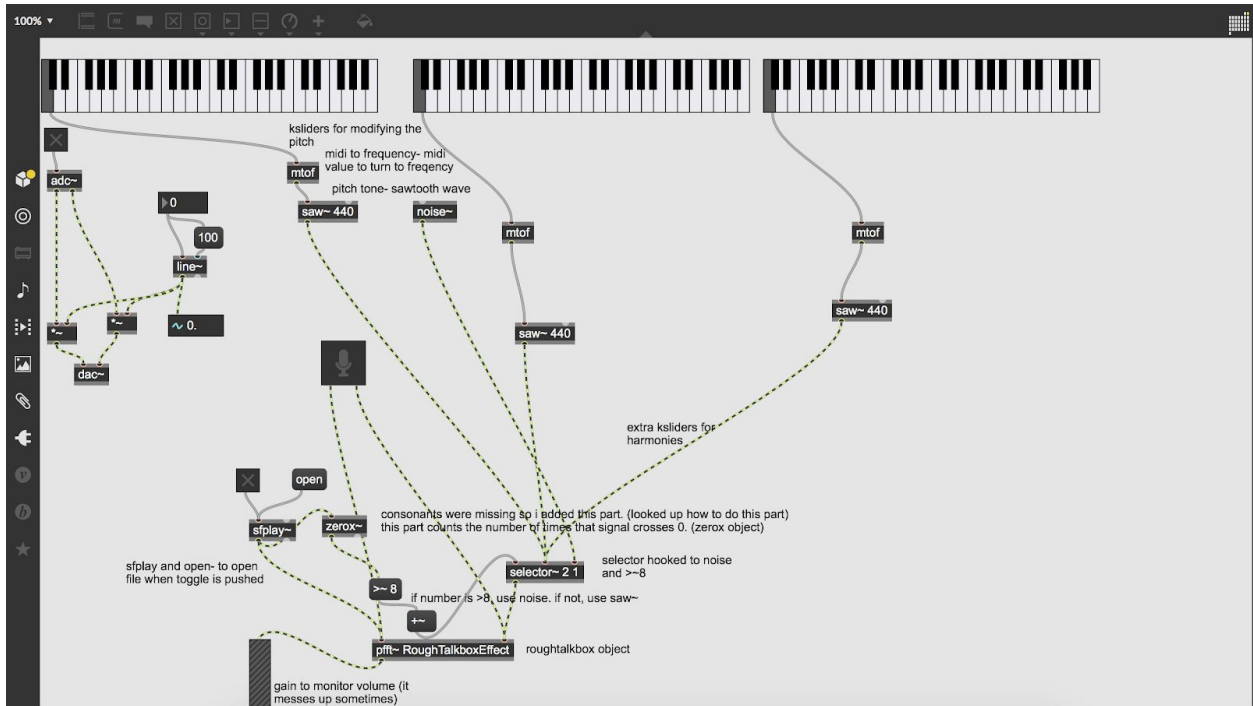 100% ▼
ksliders for modifying the
pitch
midi to frequency- midi
value to turn to freqency
mtof
adc~
pitch tone- sawtooth wave
0
saw~ 440
noise~
100
mtof
mtof
line~
saw~ 440
*~
*~
0.
saw~ 440
dac~
extra ksliders for
harmonies
open
consonants were missing so i added this part. (looked up how to do this part)
this part counts the number of times that signal crosses 0. (zerox object)
sfplay~
zerox~
sfplay and open- to open
file when toggle is pushed
selector~ 2 1
selector hooked to noise
and >~8
>~ 8
if number is >8, use noise. if not, use saw~
+~
pfft~ RoughTalkboxEffect
roughtalkbox object
gain to monitor volume (it
messes up sometimes)